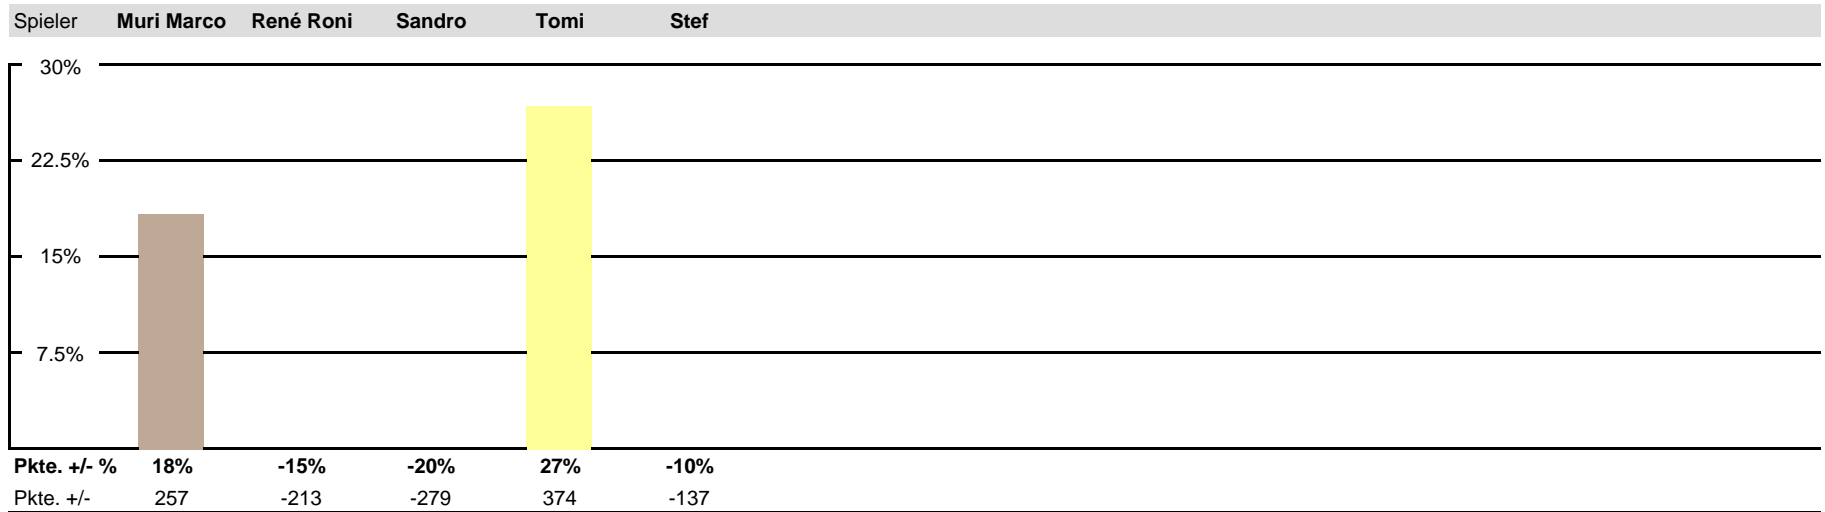 Spieler Muri Marco René Roni Sandro Tomi Stef
30%
22.5%
15%
7.5%
Pkte. +/- % 18% -15% -20% 27% -10%
Pkte. +/- 257 -213 -279 374 -137